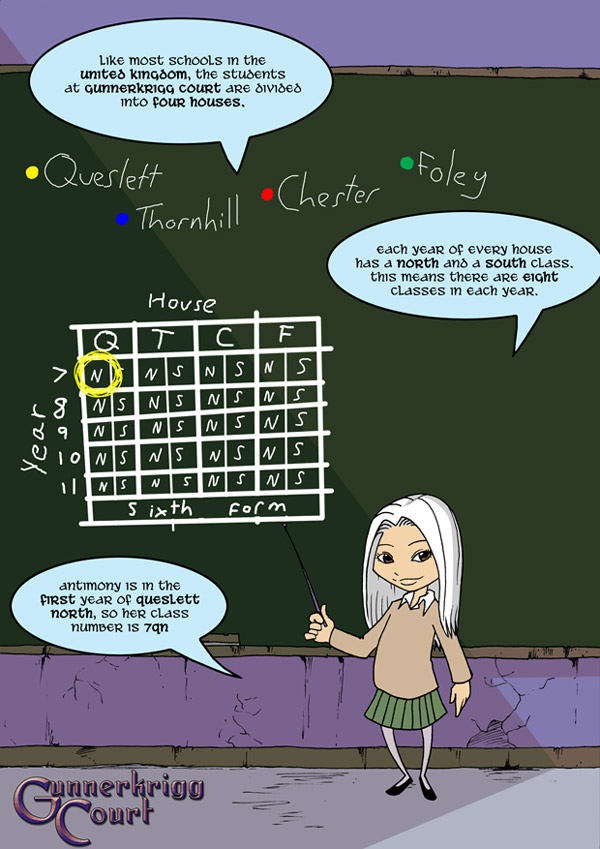 Like most schools in the
united kingdom, the students
at gunnerkrigg court are divided
into four houses.
Queslett
Thornhill
Chester
Foley
each year of every house
has a north and a south class.
this means there are eight
classes in each year.
House
Q T C F
Year
7 N N S N S N S
8 N S N S N S N S
9 N S N S N S N S
10 N S N S N S N S
11 N S N S N S N S
Sixth Form
antimony is in the
first year of queslett
north, so her class
number is 7qn
Gunnerkrigg
Court